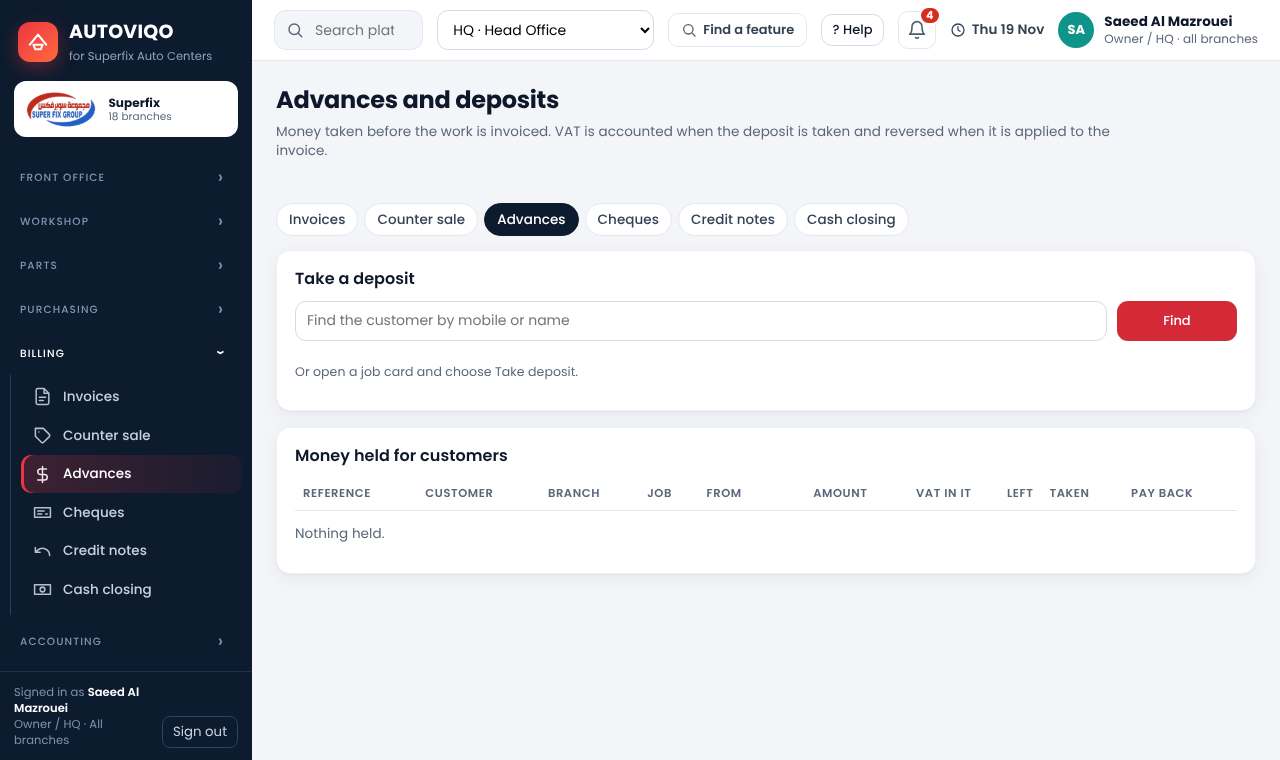 AUTOVIQO
for Superfix Auto Centers
مجموعة سوبر فكس
SUPER FIX GROUP
Superfix
18 branches
FRONT OFFICE
WORKSHOP
PARTS
PURCHASING
BILLING
Invoices
Counter sale
Advances
Cheques
Credit notes
Cash closing
ACCOUNTING
Signed in as Saeed Al
Mazrouei
Owner / HQ · All
branches
Sign out
Search plat
HQ · Head Office
Find a feature
? Help
4
Thu 19 Nov
SA
Saeed Al Mazrouei
Owner / HQ · all branches
Advances and deposits
Money taken before the work is invoiced. VAT is accounted when the deposit is taken and reversed when it is applied to the
invoice.
Invoices Counter sale Advances Cheques Credit notes Cash closing
Take a deposit
Find the customer by mobile or name
Find
Or open a job card and choose Take deposit.
Money held for customers
REFERENCE CUSTOMER BRANCH JOB FROM AMOUNT VAT IN IT LEFT TAKEN PAY BACK
Nothing held.